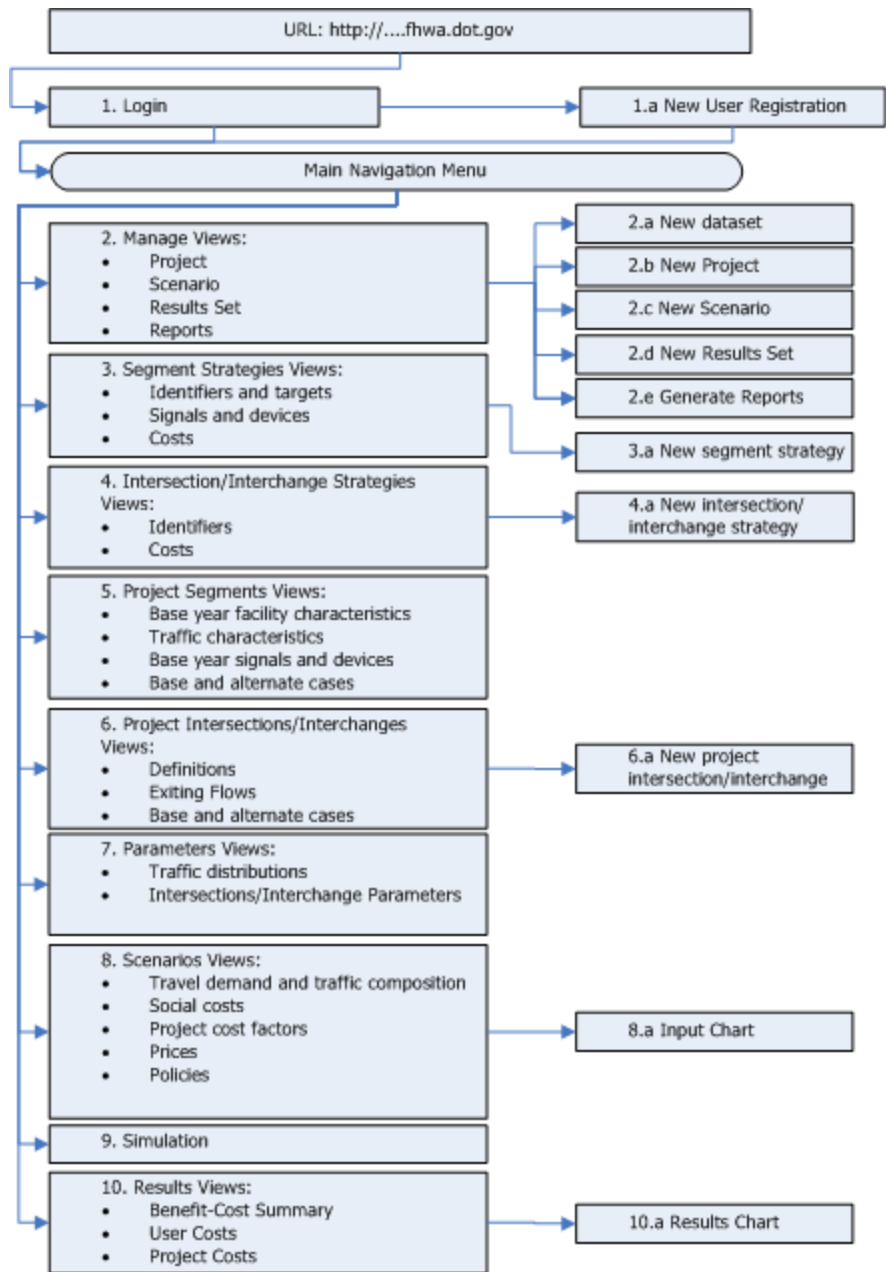 URL: http://....fhwa.dot.gov
1. Login
1.a New User Registration
Main Navigation Menu
2. Manage Views:
• Project
• Scenario
• Results Set
• Reports
2.a New dataset
2.b New Project
2.c New Scenario
2.d New Results Set
2.e Generate Reports
3. Segment Strategies Views:
• Identifiers and targets
• Signals and devices
• Costs
3.a New segment strategy
4. Intersection/Interchange Strategies
Views:
• Identifiers
• Costs
4.a New intersection/
interchange strategy
5. Project Segments Views:
• Base year facility characteristics
• Traffic characteristics
• Base year signals and devices
• Base and alternate cases
6. Project Intersections/Interchanges
Views:
• Definitions
• Exiting Flows
• Base and alternate cases
6.a New project
intersection/interchange
7. Parameters Views:
• Traffic distributions
• Intersections/Interchange Parameters
8. Scenarios Views:
• Travel demand and traffic composition
• Social costs
• Project cost factors
• Prices
• Policies
8.a Input Chart
9. Simulation
10. Results Views:
• Benefit-Cost Summary
• User Costs
• Project Costs
10.a Results Chart